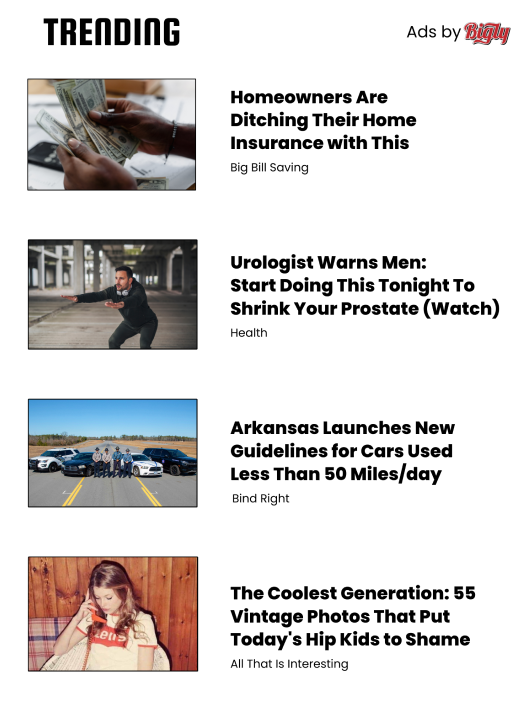 TRENDING
Ads by Bigly
Homeowners Are
Ditching Their Home
Insurance with This
Big Bill Saving
Urologist Warns Men:
Start Doing This Tonight To
Shrink Your Prostate (Watch)
Health
Arkansas Launches New
Guidelines for Cars Used
Less Than 50 Miles/day
Bind Right
The Coolest Generation: 55
Vintage Photos That Put
Today's Hip Kids to Shame
All That Is Interesting